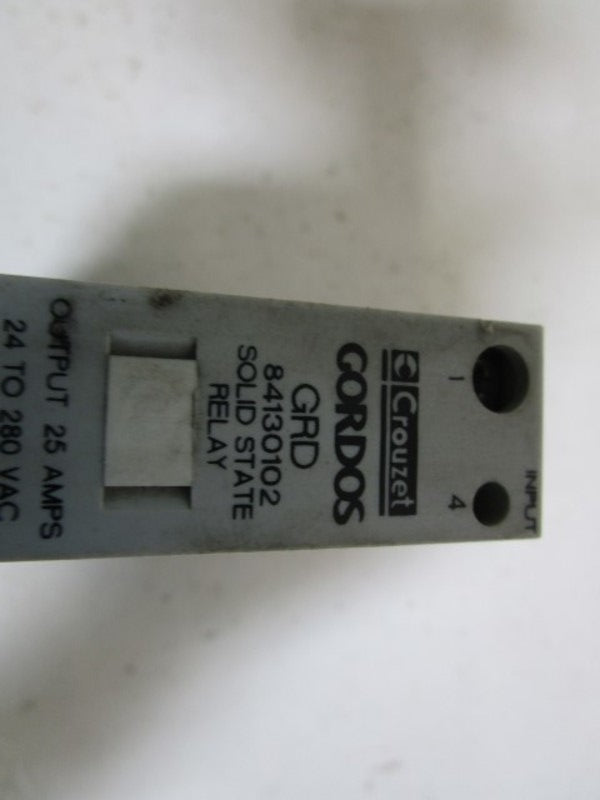 INPUT
1 4
Crouzet
GORDOS
GRD
84130102
SOLID STATE
RELAY
OUTPUT 25 AMPS
24 TO 280 VAC